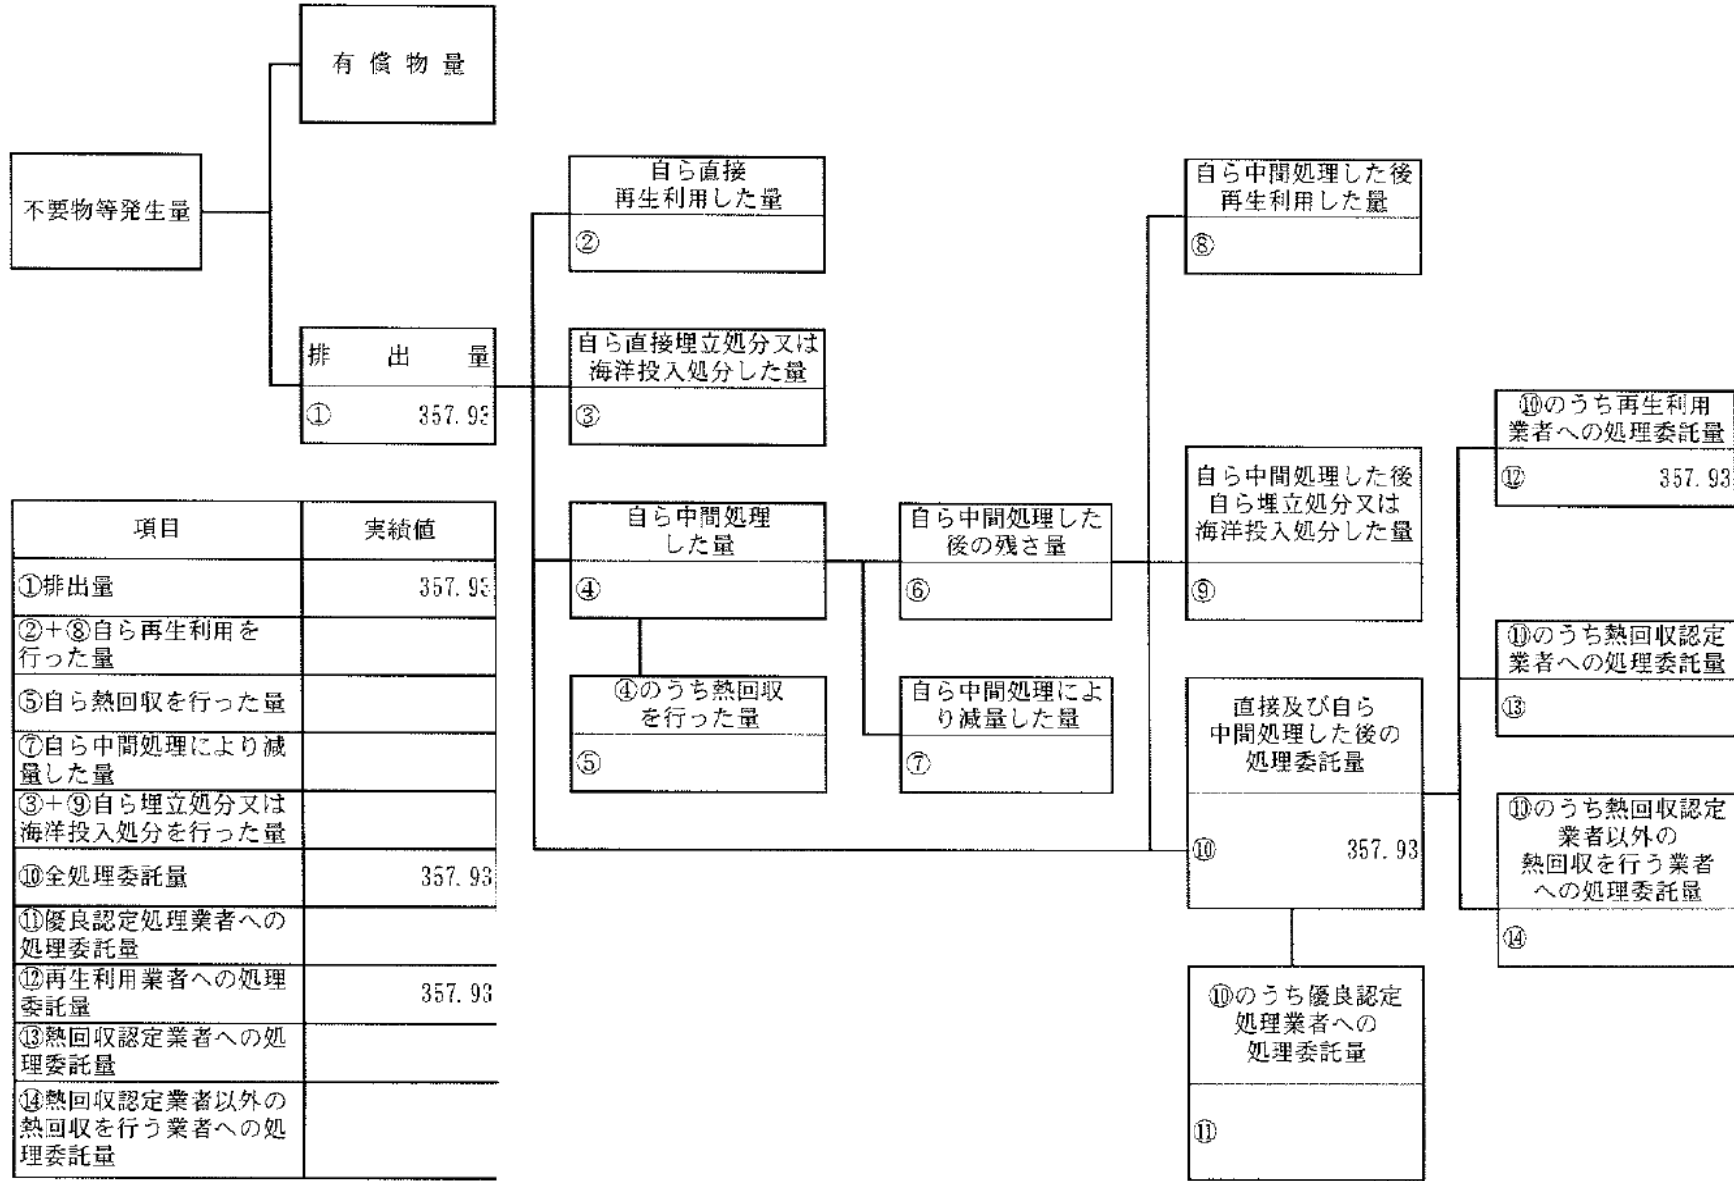 有 償 物 量
不要物等発生量
排 出 量
① 357.93
自ら直接
再生利用した量
②
自ら直接埋立処分又は
海洋投入処分した量
③
自ら中間処理
した量
④
④のうち熱回収
を行った量
⑤
自ら中間処理した
後の残さ量
⑥
自ら中間処理によ
り減量した量
⑦
自ら中間処理した後
再生利用した量
⑧
自ら中間処理した後
自ら埋立処分又は
海洋投入処分した量
⑨
直接及び自ら
中間処理した後の
処理委託量
⑩ 357.93
⑩のうち優良認定
処理業者への
処理委託量
⑪
⑩のうち再生利用
業者への処理委託量
⑫ 357.93
⑩のうち熱回収認定
業者への処理委託量
⑬
⑩のうち熱回収認定
業者以外の
熱回収を行う業者
への処理委託量
⑭
項目 実績値
①排出量 357.93
②+⑧自ら再生利用を
行った量
⑤自ら熱回収を行った量
⑦自ら中間処理により減
量した量
③+⑨自ら埋立処分又は
海洋投入処分を行った量
⑩全処理委託量 357.93
⑪優良認定処理業者への
処理委託量
⑫再生利用業者への処理
委託量 357.93
⑬熱回収認定業者への処
理委託量
⑭熱回収認定業者以外の
熱回収を行う業者への処
理委託量